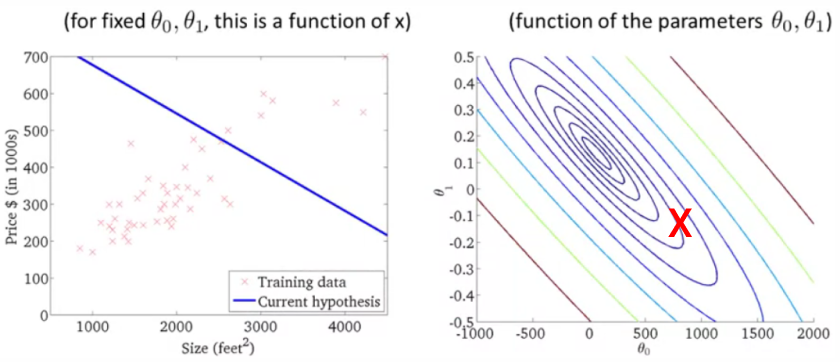 (for fixed θ₀, θ₁, this is a function of x)
700
600
500
400
300
200
100
0
Price $ (in 1000s)
1000 2000 3000 4000
Size (feet²)
Training data
Current hypothesis
(function of the parameters θ₀, θ₁)
0.5
0.4
0.3
0.2
0.1
0
-0.1
-0.2
-0.3
-0.4
-0.5
θ₁
X
-1000 -500 0 500 1000 1500 2000
θ₀